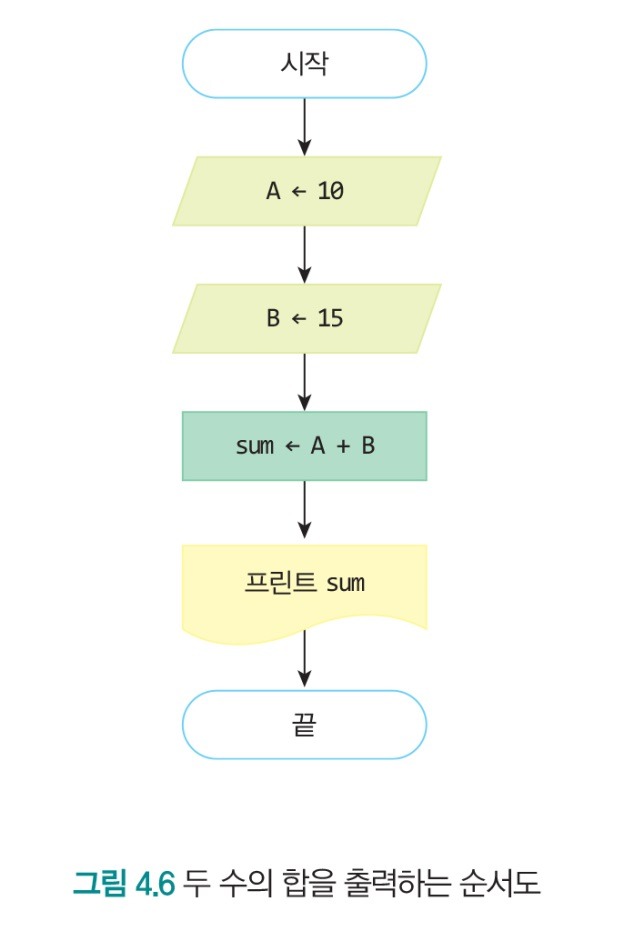 시작
A ← 10
B ← 15
sum ← A + B
프린트 sum
끝
그림 4.6 두 수의 합을 출력하는 순서도